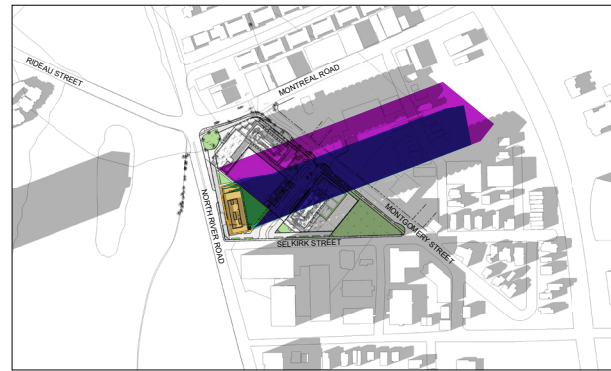 RIDEAU STREET
MONTREAL ROAD
NORTH RIVER ROAD
MONTGOMERY STREET
SELKIRK STREET